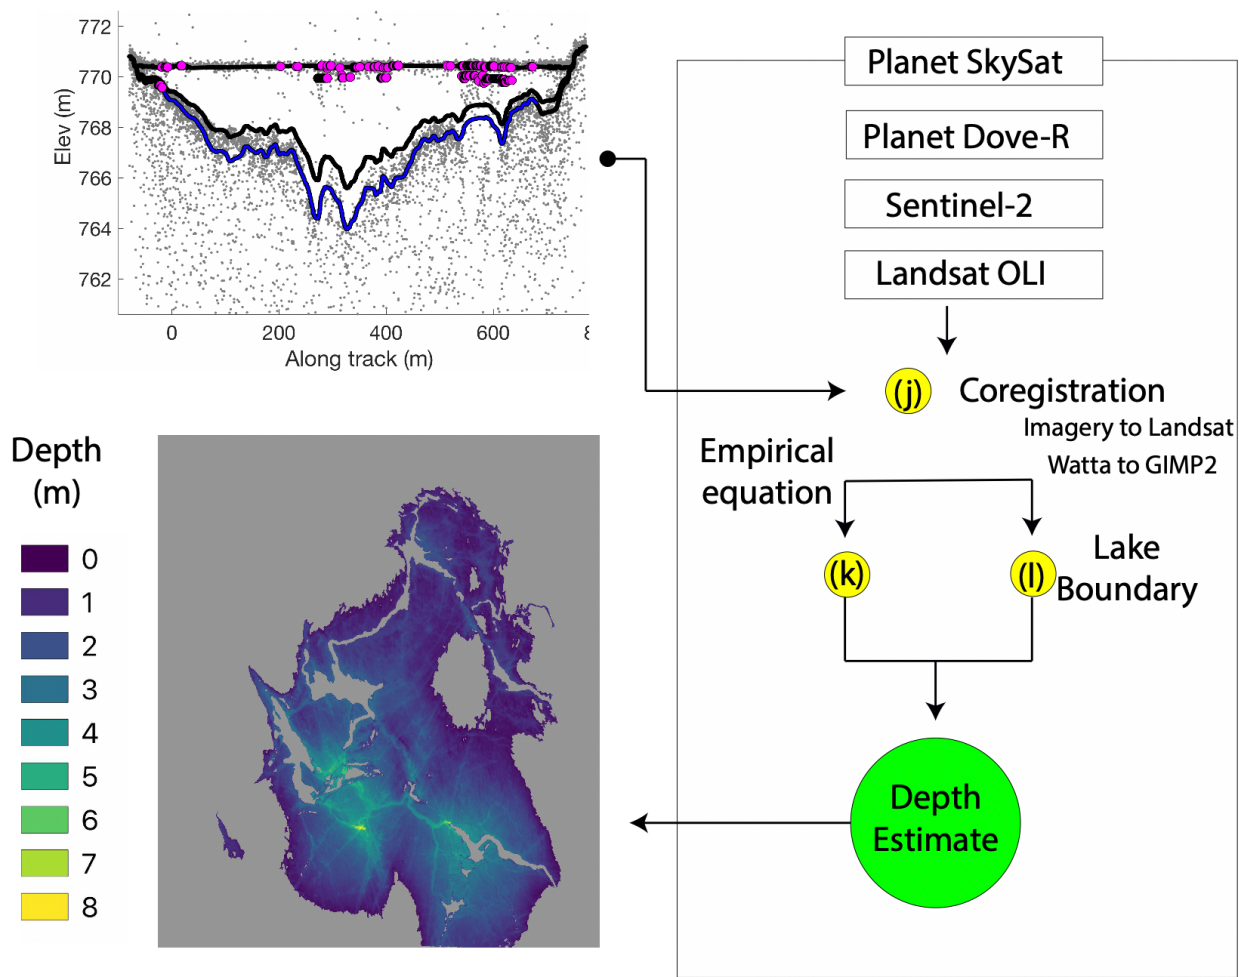 772
770
768
766
764
762
Elev (m)
0
200
400
600
8
Along track (m)
Planet SkySat
Planet Dove-R
Sentinel-2
Landsat OLI
(j)
Coregistration
Imagery to Landsat
Watta to GIMP2
Empirical
equation
(k)
(l)
Lake
Boundary
Depth
Estimate
Depth
(m)
0
1
2
3
4
5
6
7
8